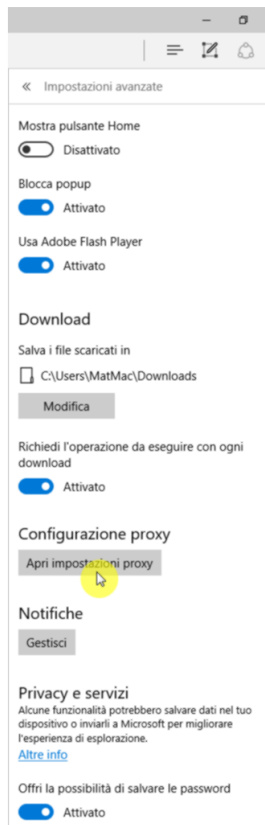 « Impostazioni avanzate
Mostra pulsante Home
Disattivato
Blocca popup
Attivato
Usa Adobe Flash Player
Attivato
Download
Salva i file scaricati in
C:\Users\MatMac\Downloads
Modifica
Richiedi l'operazione da eseguire con ogni
download
Attivato
Configurazione proxy
Apri impostazioni proxy
Notifiche
Gestisci
Privacy e servizi
Alcune funzionalità potrebbero salvare dati nel tuo
dispositivo o inviarli a Microsoft per migliorare
l'esperienza di esplorazione.
Altre info
Offri la possibilità di salvare le password
Attivato